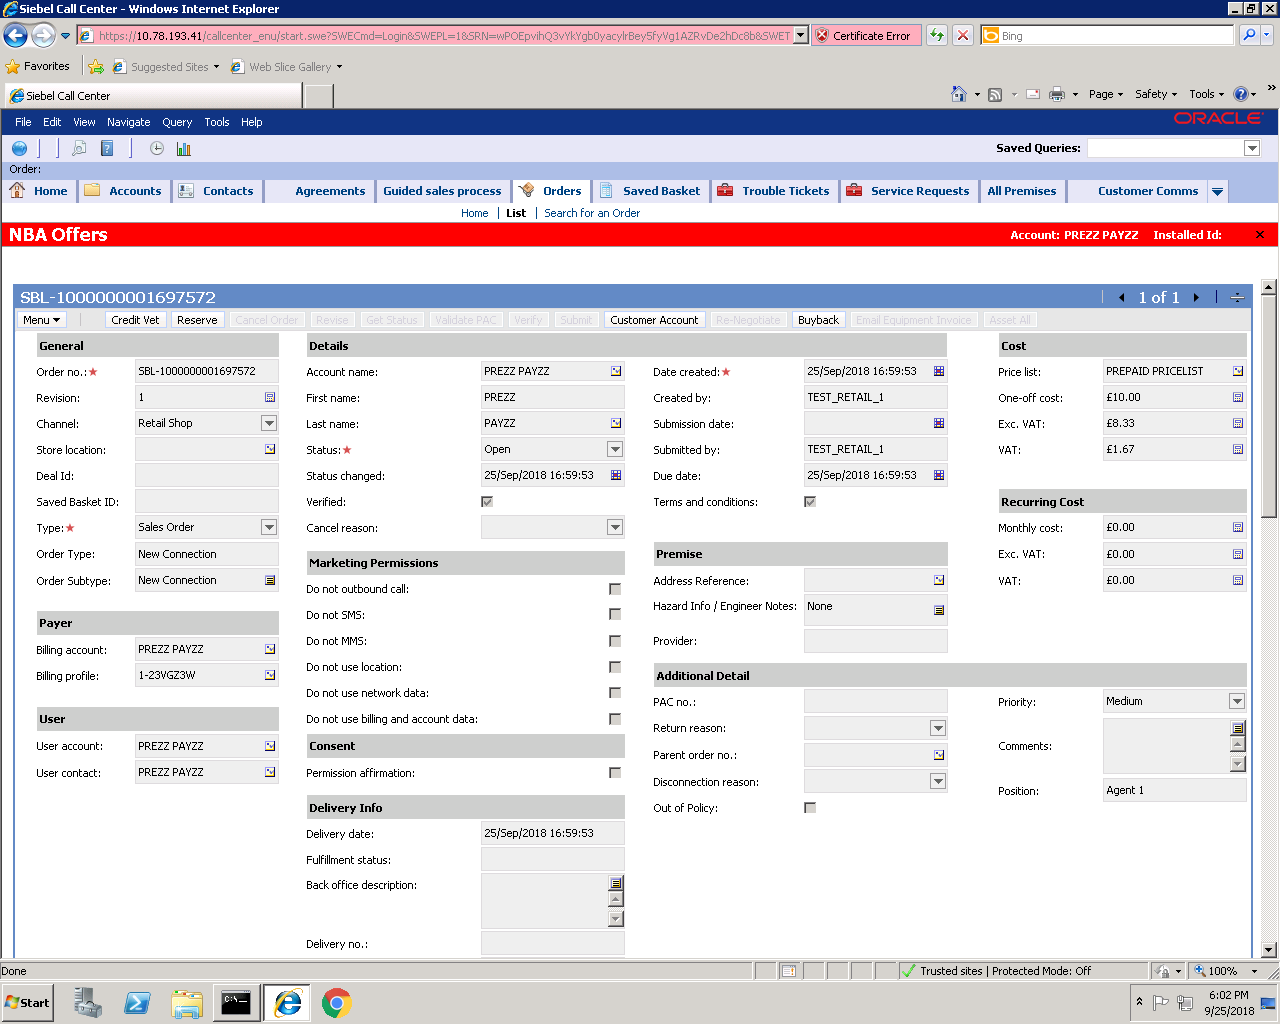 Siebel Call Center - Windows Internet Explorer
https://10.78.193.41/callcenter_enu/start.swe?SWECmd=Login&SWEPL=1&SRN=
Certificate Error
Bing
Favorites
Suggested Sites
Web Slice Gallery
Siebel Call Center
Page
Safety
Tools
File Edit View Navigate Query Tools Help
ORACLE
Saved Queries:
Order:
Home Accounts Contacts Agreements Guided sales process Orders Saved Basket Trouble Tickets Service Requests All Premises Customer Comms
Home | List | Search for an Order
NBA Offers
Account: PREZZ PAYZZ Installed Id:
SBL-1000000001697572
1 of 1
Menu Credit Vet Reserve Cancel Order Revise Get Status Validate PAC Verify Submit Customer Account Re-Negotiate Buyback Email Equipment Invoice Asset All
General
Order no.:★ SBL-1000000001697572
Revision: 1
Channel: Retail Shop
Store location:
Deal Id:
Saved Basket ID:
Type:★ Sales Order
Order Type: New Connection
Order Subtype: New Connection
Payer
Billing account: PREZZ PAYZZ
Billing profile: 1-23VGZ3W
User
User account: PREZZ PAYZZ
User contact: PREZZ PAYZZ
Details
Account name: PREZZ PAYZZ
First name: PREZZ
Last name: PAYZZ
Status:★ Open
Status changed: 25/Sep/2018 16:59:53
Verified:
Cancel reason:
Marketing Permissions
Do not outbound call:
Do not SMS:
Do not MMS:
Do not use location:
Do not use network data:
Do not use billing and account data:
Consent
Permission affirmation:
Delivery Info
Delivery date: 25/Sep/2018 16:59:53
Fulfillment status:
Back office description:
Delivery no.:
Date created:★ 25/Sep/2018 16:59:53
Created by: TEST_RETAIL_1
Submission date:
Submitted by: TEST_RETAIL_1
Due date: 25/Sep/2018 16:59:53
Terms and conditions:
Premise
Address Reference:
Hazard Info / Engineer Notes: None
Provider:
Additional Detail
PAC no.:
Return reason:
Parent order no.:
Disconnection reason:
Out of Policy:
Priority: Medium
Comments:
Position: Agent 1
Cost
Price list: PREPAID PRICELIST
One-off cost: £10.00
Exc. VAT: £8.33
VAT: £1.67
Recurring Cost
Monthly cost: £0.00
Exc. VAT: £0.00
VAT: £0.00
Done
Trusted sites | Protected Mode: Off
100%
Start
C:\
6:02 PM
9/25/2018